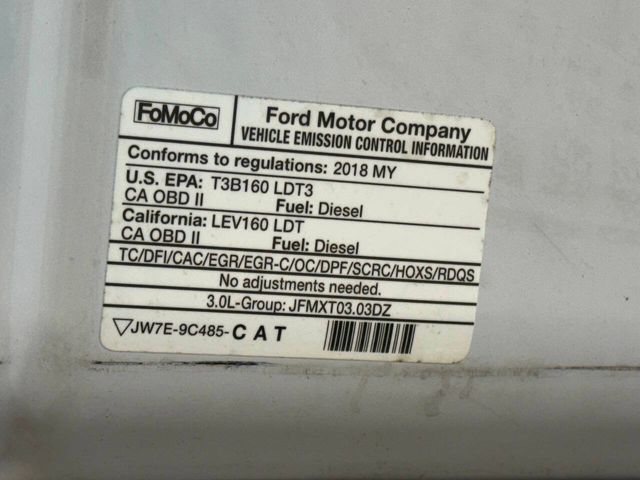 FoMoCo
Ford Motor Company
VEHICLE EMISSION CONTROL INFORMATION
Conforms to regulations: 2018 MY
U.S. EPA: T3B160 LDT3
CA OBD II Fuel: Diesel
California: LEV160 LDT
CA OBD II Fuel: Diesel
TC/DFI/CAC/EGR/EGR-C/OC/DPF/SCRC/HOXS/RDQS
No adjustments needed.
3.0L-Group: JFMXT03.03DZ
JW7E-9C485-CAT